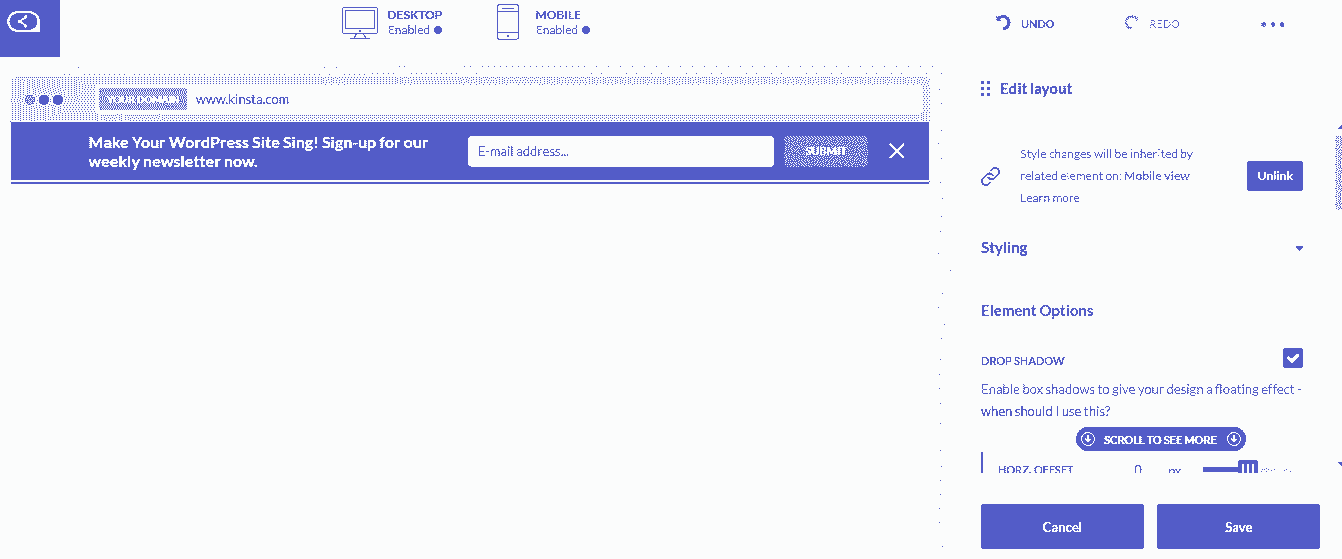 DESKTOP
Enabled
MOBILE
Enabled
UNDO
REDO
YOUR DOMAIN
www.kinsta.com
Make Your WordPress Site Sing! Sign-up for our
weekly newsletter now.
E-mail address...
SUBMIT
Edit layout
Style changes will be inherited by
related element on: Mobile view
Learn more
Unlink
Styling
Element Options
DROP SHADOW
Enable box shadows to give your design a floating effect -
when should I use this?
SCROLL TO SEE MORE
HORZ. OFFSET 0 px
Cancel
Save